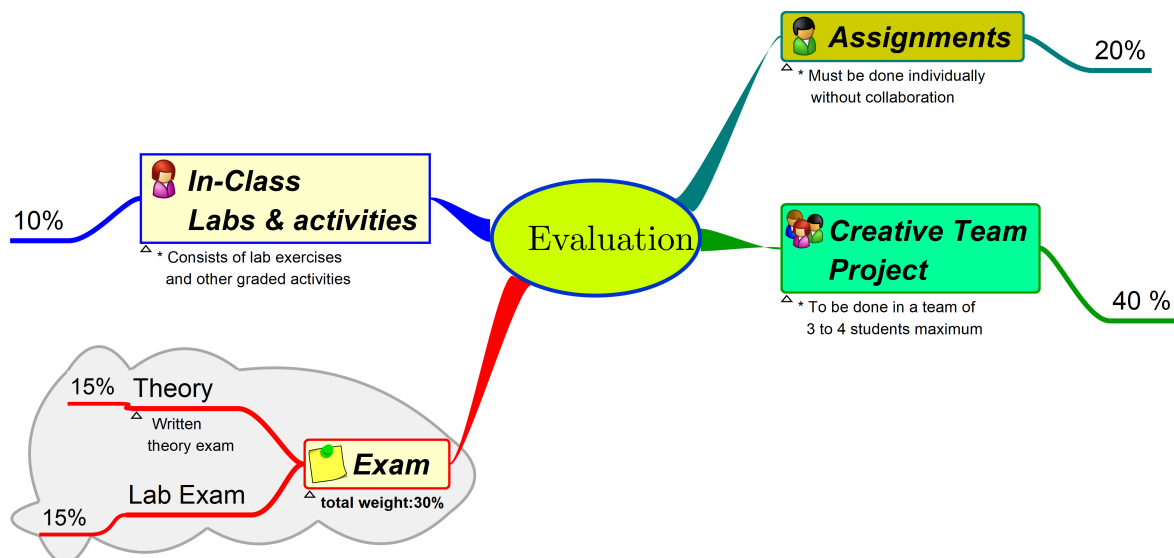 Evaluation
Assignments
20%
* Must be done individually
without collaboration
Creative Team
Project
40 %
* To be done in a team of
3 to 4 students maximum
In-Class
Labs & activities
10%
* Consists of lab exercises
and other graded activities
Exam
total weight:30%
Theory
15%
Written
theory exam
Lab Exam
15%